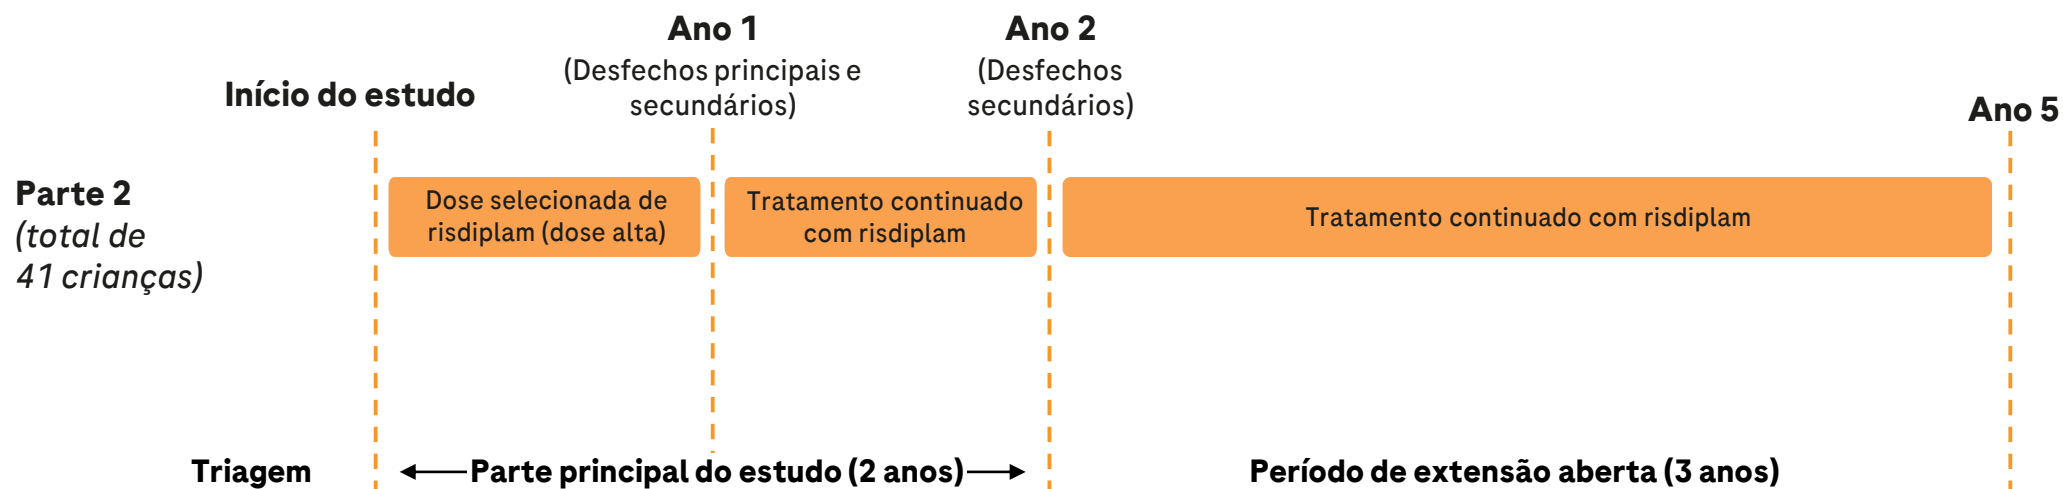 Ano 1
(Desfechos principais e
secundários)
Ano 2
(Desfechos
secundários)
Início do estudo
Ano 5
Parte 2
(total de
41 crianças)
Dose selecionada de
risdiplam (dose alta)
Tratamento continuado
com risdiplam
Tratamento continuado com risdiplam
Triagem
Parte principal do estudo (2 anos)
Período de extensão aberta (3 anos)